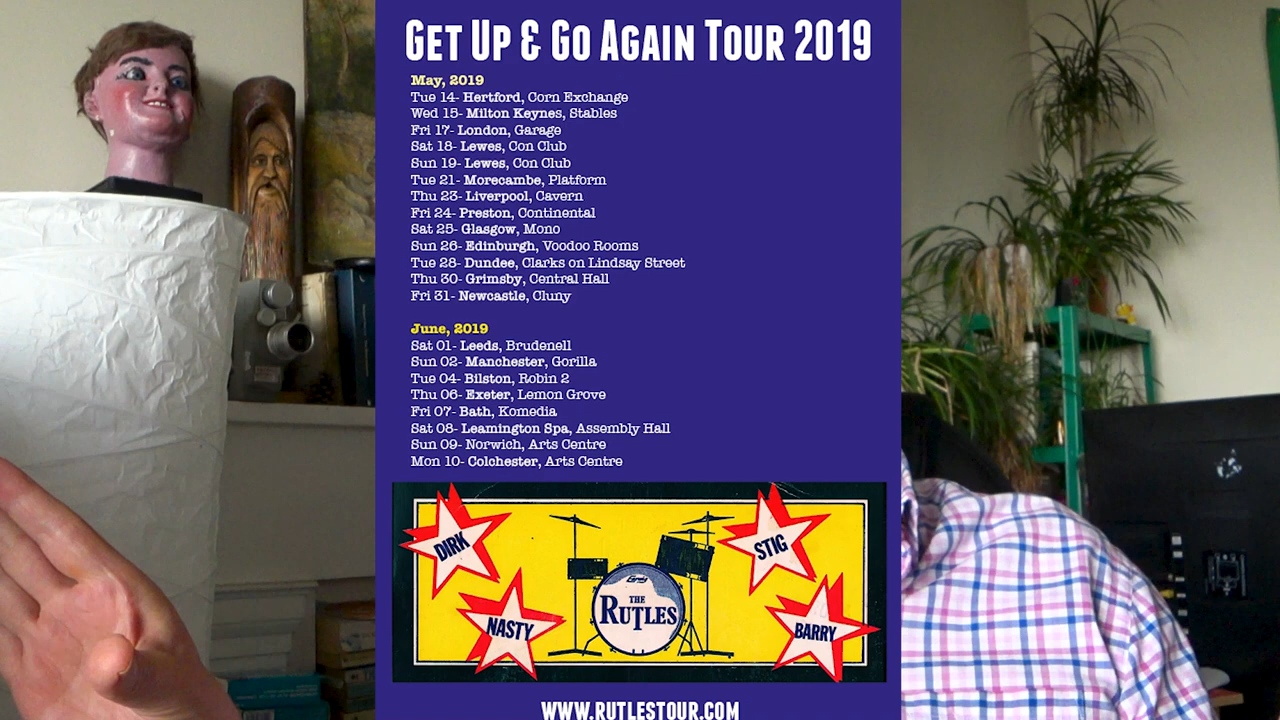 GET UP & GO AGAIN TOUR 2019
May, 2019
Tue 14- Hertford, Corn Exchange
Wed 15- Milton Keynes, Stables
Fri 17- London, Garage
Sat 18- Lewes, Con Club
Sun 19- Lewes, Con Club
Tue 21- Morecambe, Platform
Thu 23- Liverpool, Cavern
Fri 24- Preston, Continental
Sat 25- Glasgow, Mono
Sun 26- Edinburgh, Voodoo Rooms
Tue 28- Dundee, Clarks on Lindsay Street
Thu 30- Grimsby, Central Hall
Fri 31- Newcastle, Cluny
June, 2019
Sat 01- Leeds, Brudenell
Sun 02- Manchester, Gorilla
Tue 04- Bilston, Robin 2
Thu 06- Exeter, Lemon Grove
Fri 07- Bath, Komedia
Sat 08- Leamington Spa, Assembly Hall
Sun 09- Norwich, Arts Centre
Mon 10- Colchester, Arts Centre
DIRK
STIG
THE
RUTLES
NASTY
BARRY
WWW.RUTLESTOUR.COM